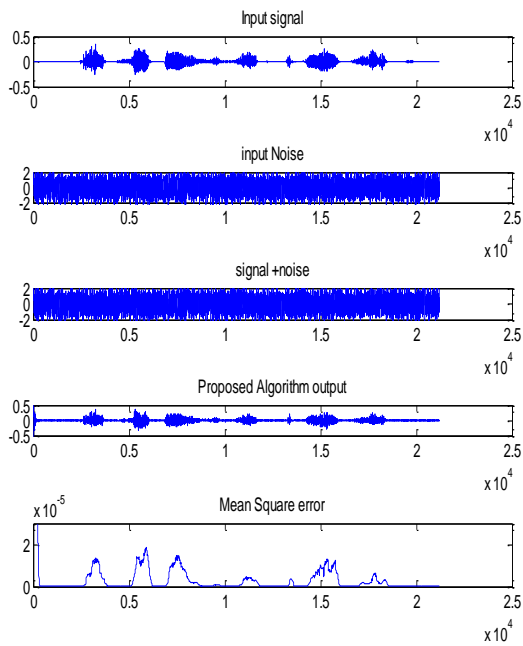 Input signal
0.5
0
-0.5
0 0.5 1 1.5 2 2.5
x 10^4
input Noise
2
0
-2
0 0.5 1 1.5 2 2.5
x 10^4
signal +noise
2
0
-2
0 0.5 1 1.5 2 2.5
x 10^4
Proposed Algorithm output
0.5
0
-0.5
0 0.5 1 1.5 2 2.5
x 10^4
x 10^-5
Mean Square error
2
0
0 0.5 1 1.5 2 2.5
x 10^4